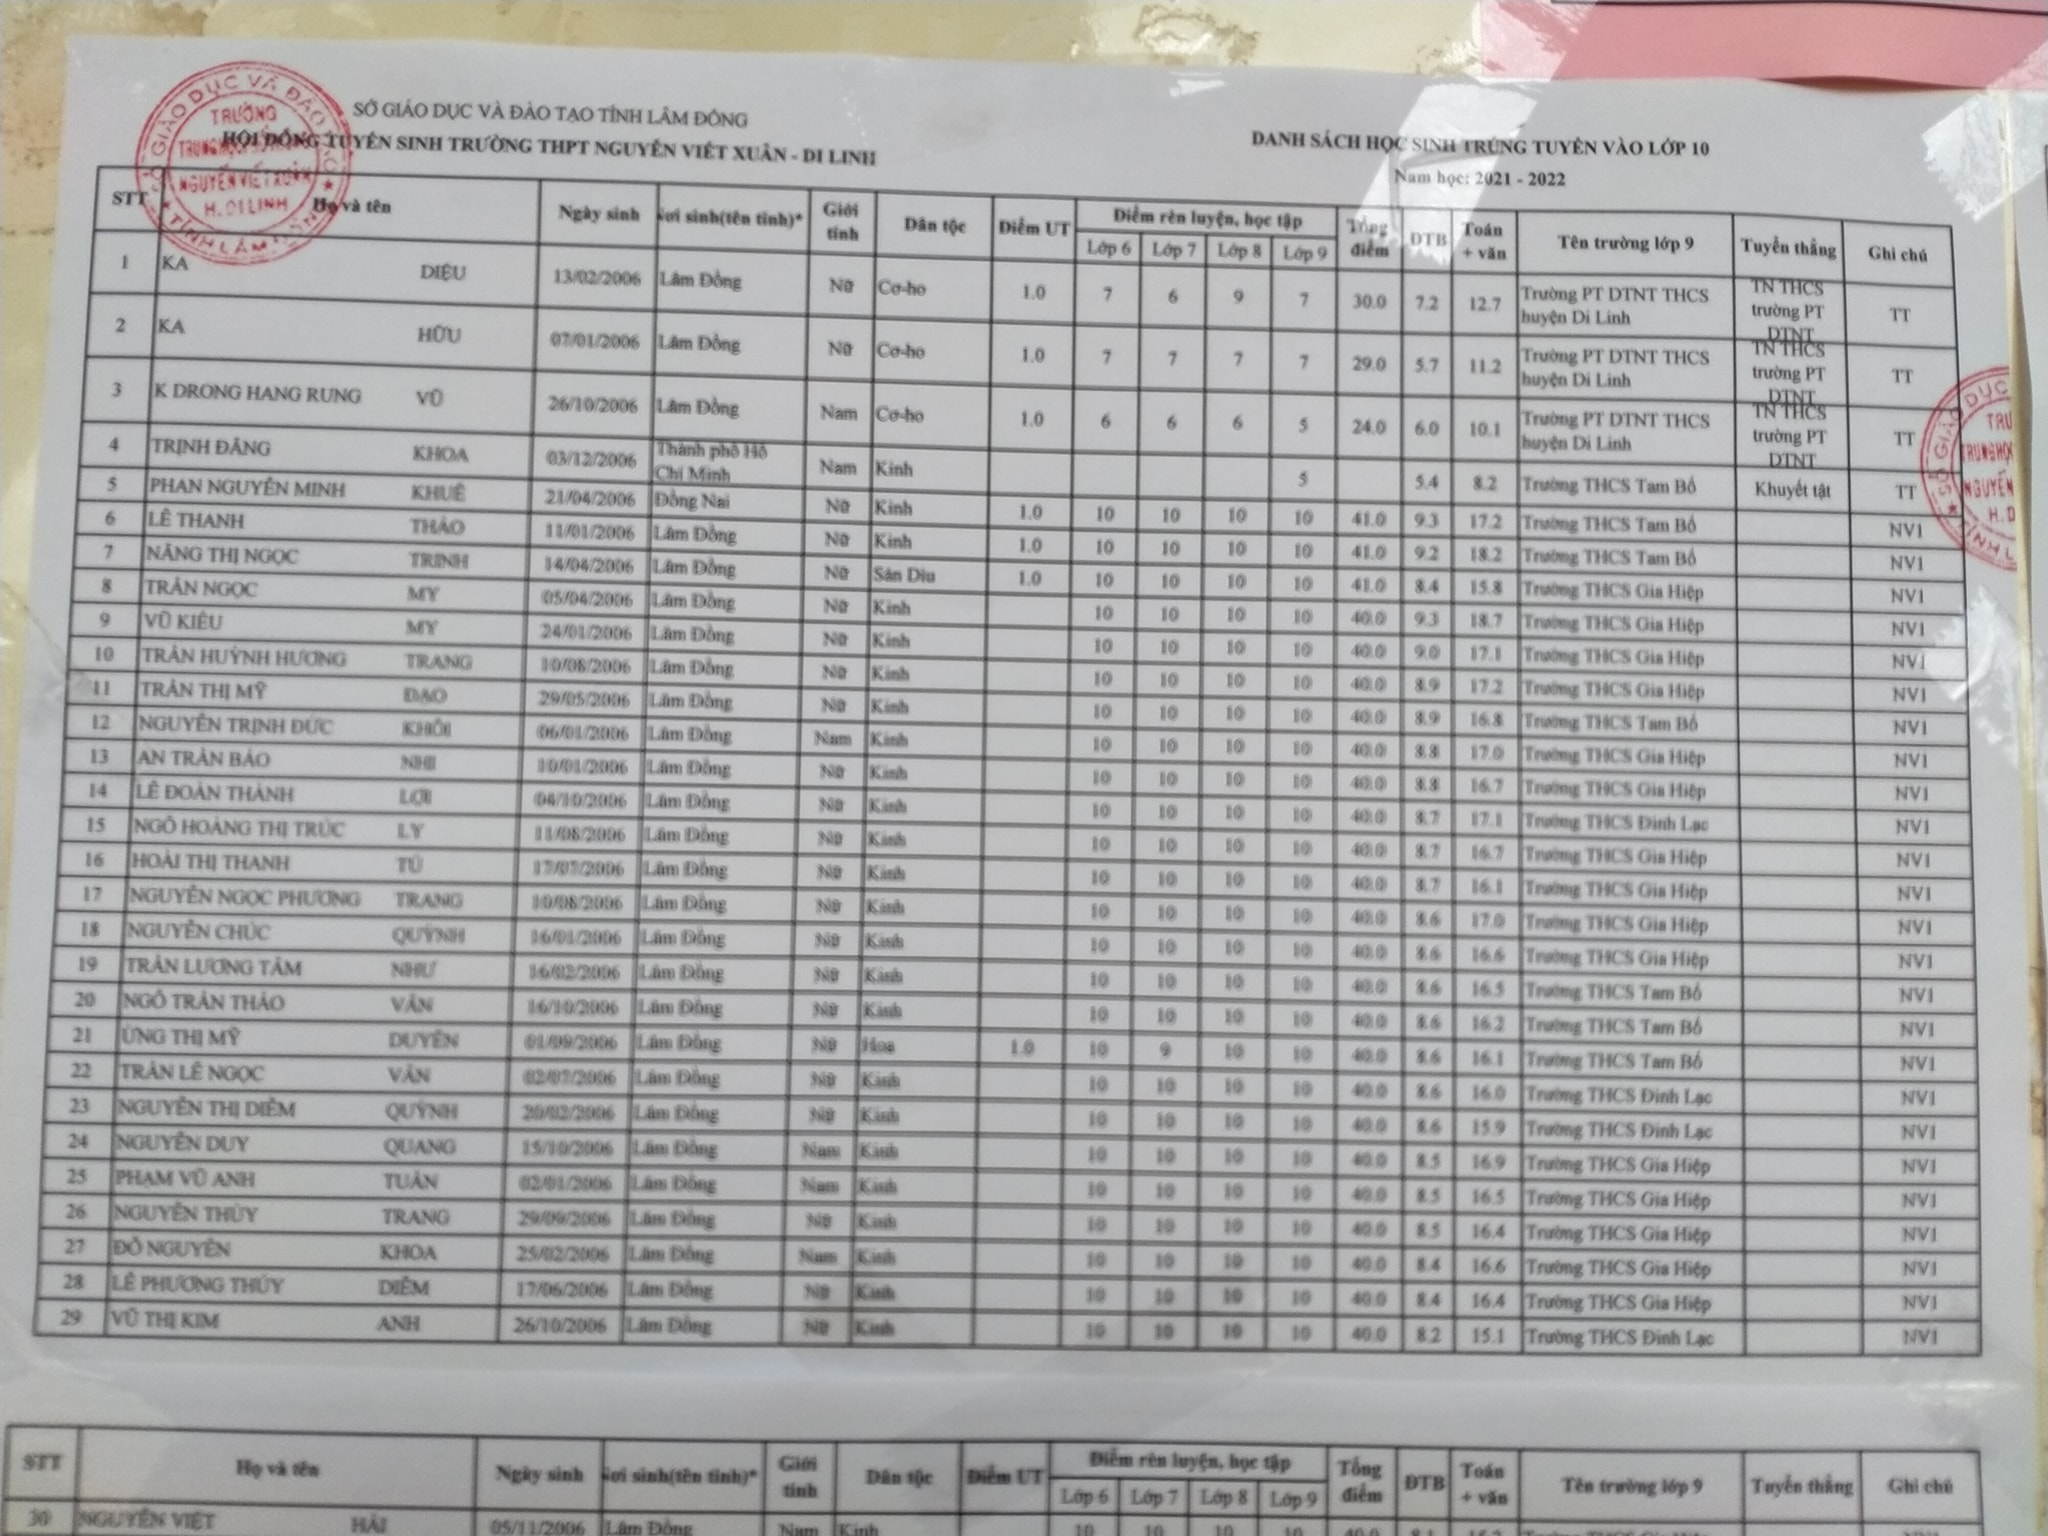 SỞ GIÁO DỤC VÀ ĐÀO TẠO TỈNH LÂM ĐỒNG
HỘI ĐỒNG TUYỂN SINH TRƯỜNG THPT NGUYỄN VIẾT XUÂN - DI LINH
DANH SÁCH HỌC SINH TRÚNG TUYỂN VÀO LỚP 10
Năm học: 2021 - 2022
TRƯỜNG
NGUYỄN VIẾT XUÂN
H. DI LINH
STT Họ và tên Ngày sinh Nơi sinh(tên tỉnh)* Giới tính Dân tộc Điểm UT Điểm rèn luyện, học tập Tổng điểm ĐTB Toán + văn Tên trường lớp 9 Tuyển thẳng Ghi chú
Lớp 6 Lớp 7 Lớp 8 Lớp 9
1 KA DIỆU 13/02/2006 Lâm Đồng Nữ Cơ-ho 1.0 7 6 9 7 30.0 7.2 12.7 Trường PT DTNT THCS huyện Di Linh TN THCS trường PT DTNT TT
2 KA HỮU 07/01/2006 Lâm Đồng Nữ Cơ-ho 1.0 7 7 7 7 29.0 5.7 11.2 Trường PT DTNT THCS huyện Di Linh TN THCS trường PT DTNT TT
3 K DRONG HANG RUNG VŨ 26/10/2006 Lâm Đồng Nam Cơ-ho 1.0 6 6 6 5 24.0 6.0 10.1 Trường PT DTNT THCS huyện Di Linh TN THCS trường PT DTNT TT
4 TRỊNH ĐĂNG KHOA 03/12/2006 Thành phố Hồ Chí Minh Nam Kinh 5 5.4 8.2 Trường THCS Tam Bố Khuyết tật TT
5 PHAN NGUYỄN MINH KHUÊ 21/04/2006 Đồng Nai Nữ Kinh 1.0 10 10 10 10 41.0 9.3 17.2 Trường THCS Tam Bố NV1
6 LÊ THANH THẢO 11/01/2006 Lâm Đồng Nữ Kinh 1.0 10 10 10 10 41.0 9.2 18.2 Trường THCS Tam Bố NV1
7 NẮNG THỊ NGỌC TRINH 14/04/2006 Lâm Đồng Nữ Sán Dìu 1.0 10 10 10 10 41.0 8.4 15.8 Trường THCS Gia Hiệp NV1
8 TRẦN NGỌC MY 05/04/2006 Lâm Đồng Nữ Kinh 10 10 10 10 40.0 9.3 18.7 Trường THCS Gia Hiệp NV1
9 VŨ KIỀU MY 24/01/2006 Lâm Đồng Nữ Kinh 10 10 10 10 40.0 9.0 17.1 Trường THCS Gia Hiệp NV1
10 TRẦN HUỲNH HƯƠNG TRANG 10/08/2006 Lâm Đồng Nữ Kinh 10 10 10 10 40.0 8.9 17.2 Trường THCS Gia Hiệp NV1
11 TRẦN THỊ MỸ ĐẠO 29/05/2006 Lâm Đồng Nữ Kinh 10 10 10 10 40.0 8.9 16.8 Trường THCS Tam Bố NV1
12 NGUYỄN TRỊNH ĐỨC KHÔI 06/01/2006 Lâm Đồng Nam Kinh 10 10 10 10 40.0 8.8 17.0 Trường THCS Gia Hiệp NV1
13 AN TRẦN BẢO NHI 10/01/2006 Lâm Đồng Nữ Kinh 10 10 10 10 40.0 8.8 16.7 Trường THCS Gia Hiệp NV1
14 LÊ ĐOÀN THÀNH LỢI 04/10/2006 Lâm Đồng Nữ Kinh 10 10 10 10 40.0 8.7 17.1 Trường THCS Đinh Lạc NV1
15 NGÔ HOÀNG THỊ TRÚC LY 11/08/2006 Lâm Đồng Nữ Kinh 10 10 10 10 40.0 8.7 16.7 Trường THCS Gia Hiệp NV1
16 HOÀI THỊ THANH TÚ 17/07/2006 Lâm Đồng Nữ Kinh 10 10 10 10 40.0 8.7 16.1 Trường THCS Gia Hiệp NV1
17 NGUYỄN NGỌC PHƯƠNG TRANG 10/08/2006 Lâm Đồng Nữ Kinh 10 10 10 10 40.0 8.6 17.0 Trường THCS Gia Hiệp NV1
18 NGUYỄN CHÚC QUỲNH 16/01/2006 Lâm Đồng Nữ Kinh 10 10 10 10 40.0 8.6 16.6 Trường THCS Gia Hiệp NV1
19 TRẦN LƯƠNG TÂM NHƯ 16/02/2006 Lâm Đồng Nữ Kinh 10 10 10 10 40.0 8.6 16.5 Trường THCS Tam Bố NV1
20 NGÔ TRẦN THẢO VÂN 16/10/2006 Lâm Đồng Nữ Kinh 10 10 10 10 40.0 8.6 16.2 Trường THCS Tam Bố NV1
21 ỪNG THỊ MỸ DUYÊN 01/09/2006 Lâm Đồng Nữ Hoa 1.0 10 9 10 10 40.0 8.6 16.1 Trường THCS Tam Bố NV1
22 TRẦN LÊ NGỌC VÂN 02/07/2006 Lâm Đồng Nữ Kinh 10 10 10 10 40.0 8.6 16.0 Trường THCS Đinh Lạc NV1
23 NGUYỄN THỊ DIỄM QUỲNH 20/02/2006 Lâm Đồng Nữ Kinh 10 10 10 10 40.0 8.6 15.9 Trường THCS Đinh Lạc NV1
24 NGUYỄN DUY QUANG 15/10/2006 Lâm Đồng Nam Kinh 10 10 10 10 40.0 8.5 16.9 Trường THCS Gia Hiệp NV1
25 PHẠM VŨ ANH TUẤN 02/01/2006 Lâm Đồng Nam Kinh 10 10 10 10 40.0 8.5 16.5 Trường THCS Gia Hiệp NV1
26 NGUYỄN THÙY TRANG 29/09/2006 Lâm Đồng Nữ Kinh 10 10 10 10 40.0 8.5 16.4 Trường THCS Gia Hiệp NV1
27 ĐỖ NGUYÊN KHOA 25/02/2006 Lâm Đồng Nam Kinh 10 10 10 10 40.0 8.4 16.6 Trường THCS Gia Hiệp NV1
28 LÊ PHƯƠNG THÚY DIỄM 17/06/2006 Lâm Đồng Nữ Kinh 10 10 10 10 40.0 8.4 16.4 Trường THCS Gia Hiệp NV1
29 VŨ THỊ KIM ANH 26/10/2006 Lâm Đồng Nữ Kinh 10 10 10 10 40.0 8.2 15.1 Trường THCS Đinh Lạc NV1
STT Họ và tên Ngày sinh Nơi sinh(tên tỉnh)* Giới tính Dân tộc Điểm UT Điểm rèn luyện, học tập Tổng điểm ĐTB Toán + văn Tên trường lớp 9 Tuyển thẳng Ghi chú
Lớp 6 Lớp 7 Lớp 8 Lớp 9
30 NGUYỄN VIỆT HẢI 05/11/2006 Lâm Đồng Nam Kinh 10 10 10 10 40.0